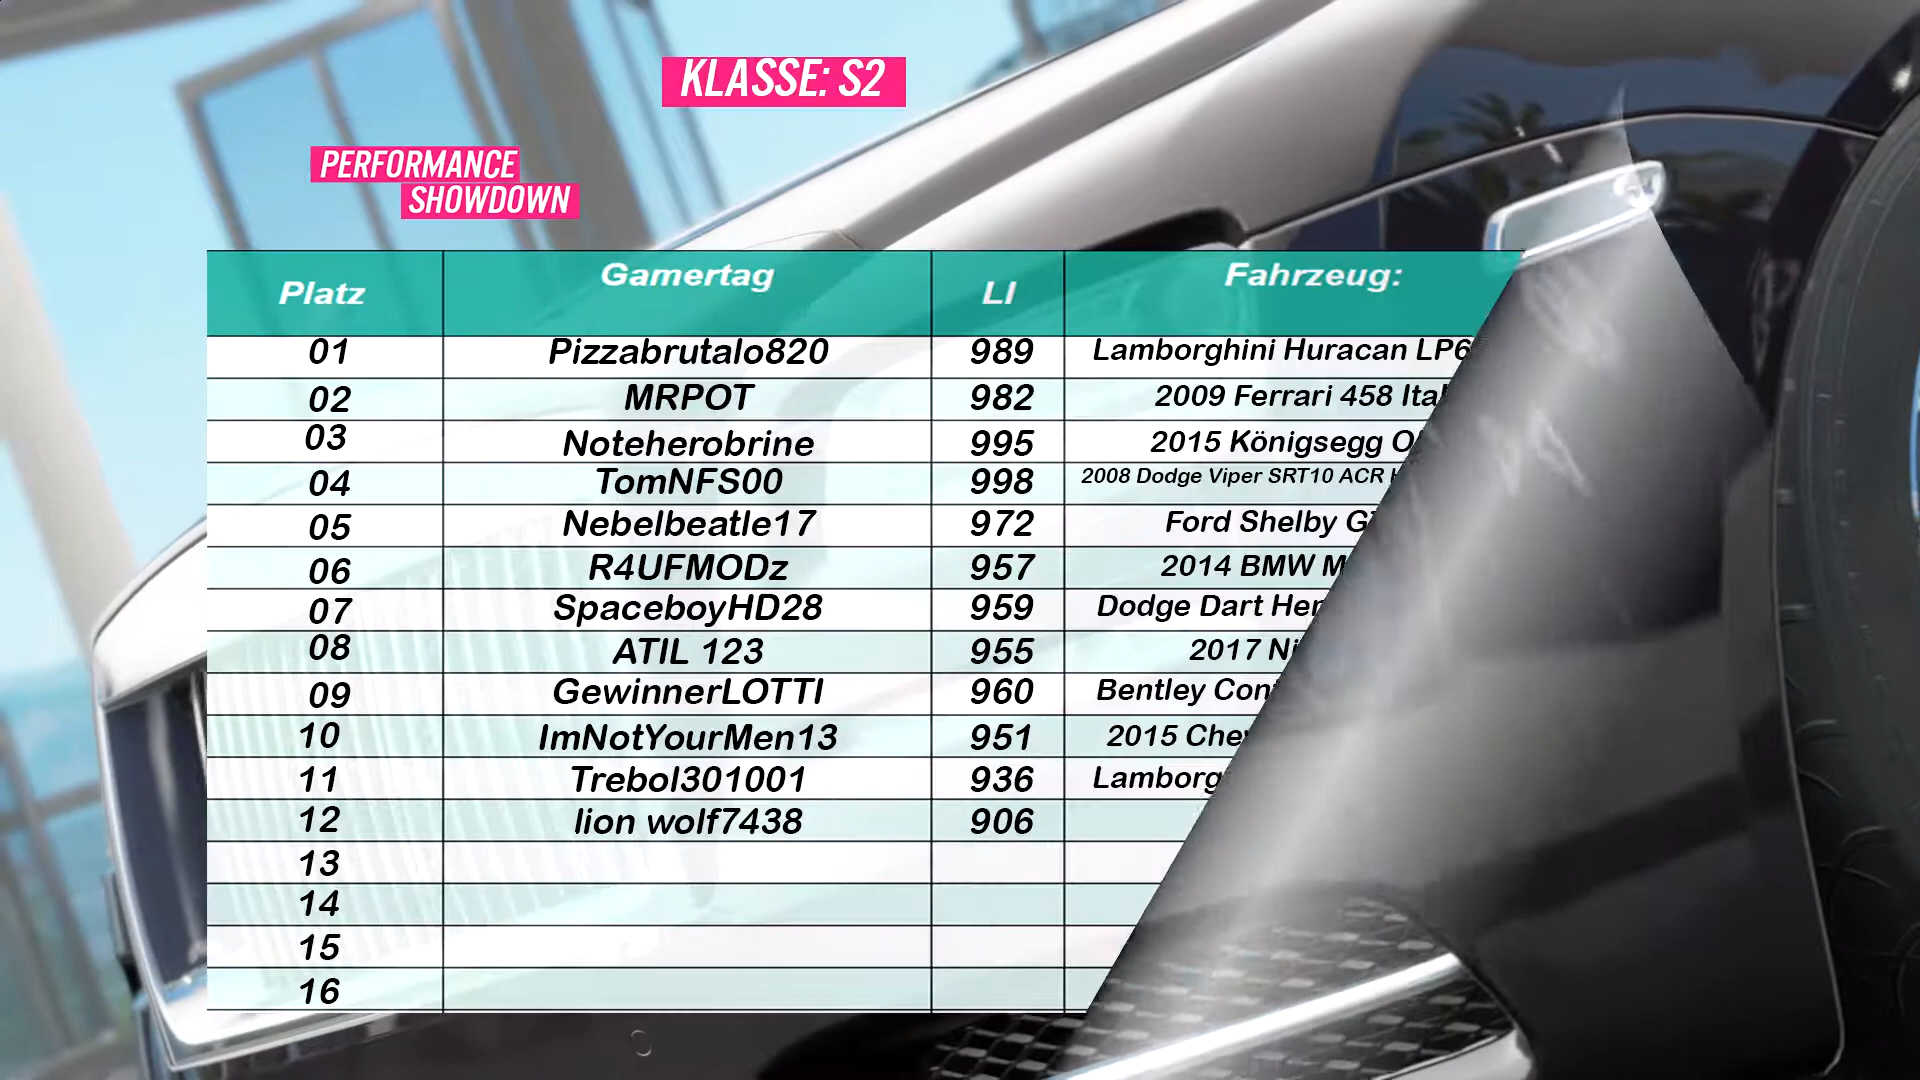 KLASSE: S2
PERFORMANCE
SHOWDOWN
Platz Gamertag LI Fahrzeug:
01 Pizzabrutalo820 989 Lamborghini Huracan
02 MRPOT 982 2009 Ferrari 458
03 Noteherobrine 995 2015 Königsegg
04 TomNFS00 998 2008 Dodge Viper SRT10 ACR
05 Nebelbeatle17 972 Ford Shelby
06 R4UFMODz 957 2014 BMW
07 SpaceboyHD28 959 Dodge Dart
08 ATIL 123 955 2017
09 GewinnerLOTTI 960 Bentley
10 ImNotYourMen13 951 2015
11 Trebol301001 936
12 lion wolf7438 906
13
14
15
16